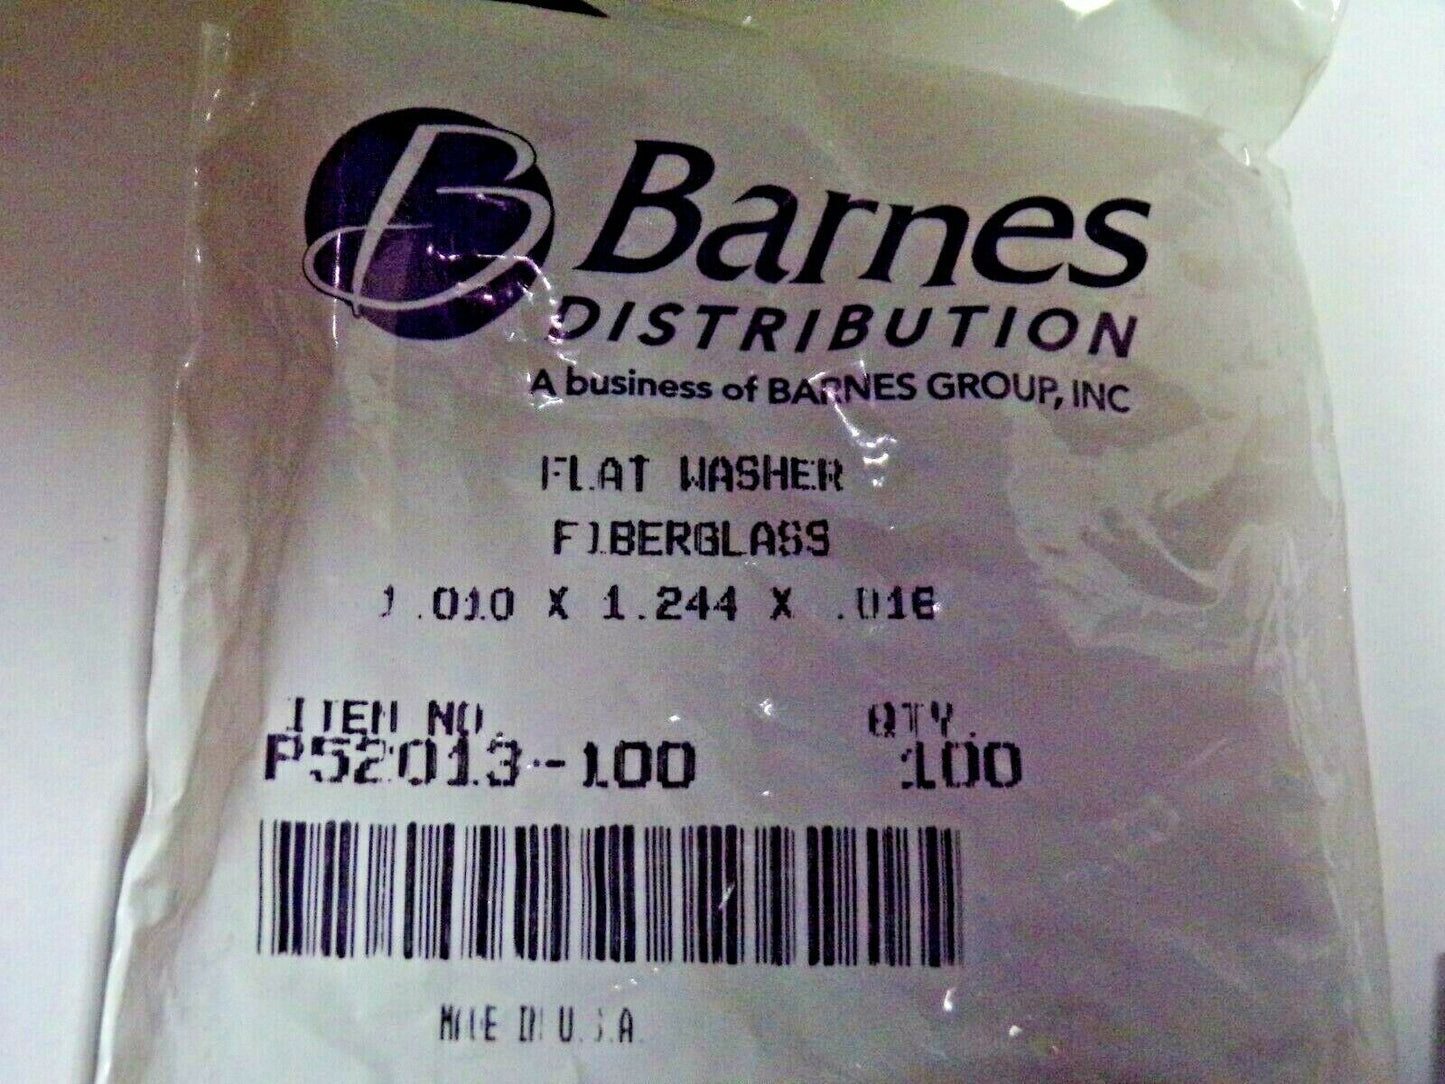 B Barnes
DISTRIBUTION
A business of BARNES GROUP, INC
FLAT WASHER
FIBERGLASS
1.010 X 1.244 X .016
ITEM NO. QTY.
P52013-100 100
MADE IN U.S.A.